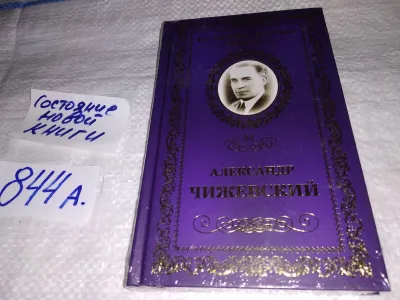 Состояние
новой
книги
844 А.
АЛЕКСАНДР
ЧИЖЕВСКИЙ